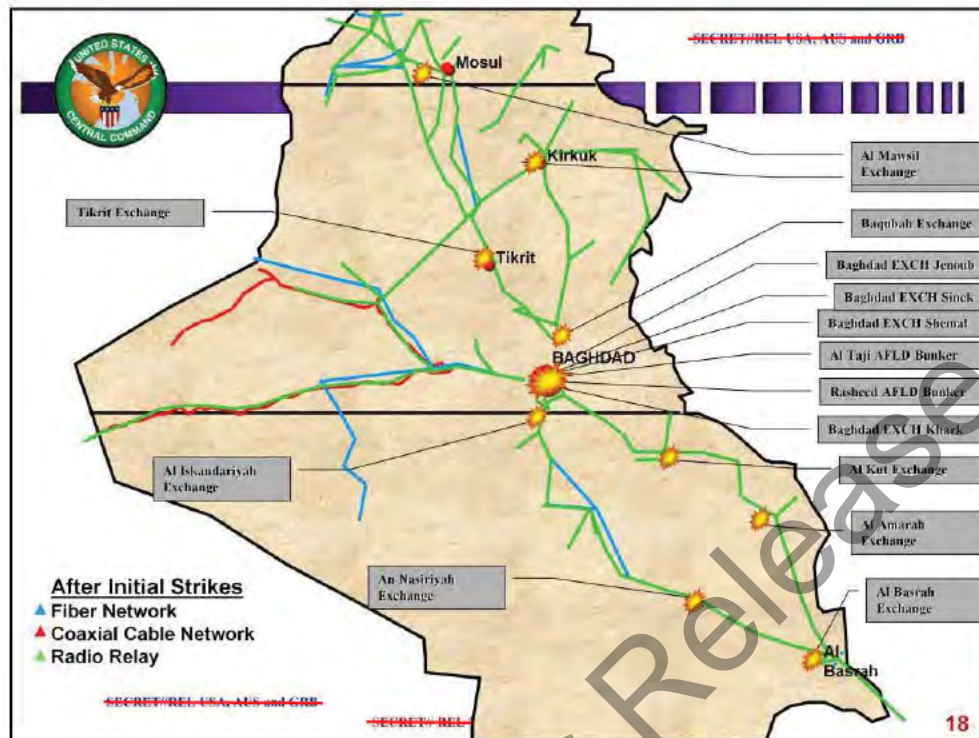 SECRET//REL USA, AUS and GRB
UNITED STATES
CENTRAL COMMAND
Mosul
Kirkuk
Al Mawsil
Exchange
Tikrit Exchange
Baqubah Exchange
Tikrit
Baghdad EXCH Jenoub
Baghdad EXCH Sinek
Baghdad EXCH Shemal
BAGHDAD
Al Taji AFLD Bunker
Rasheed AFLD Bunker
Baghdad EXCH Khark
Al Iskandariyah
Exchange
Al Kut Exchange
Al Amarah
Exchange
An Nasiriyah
Exchange
Al Basrah
Exchange
After Initial Strikes
Fiber Network
Coaxial Cable Network
Radio Relay
Al
Basrah
SECRET//REL USA, AUS and GRB
SECRET// REL
Release
18